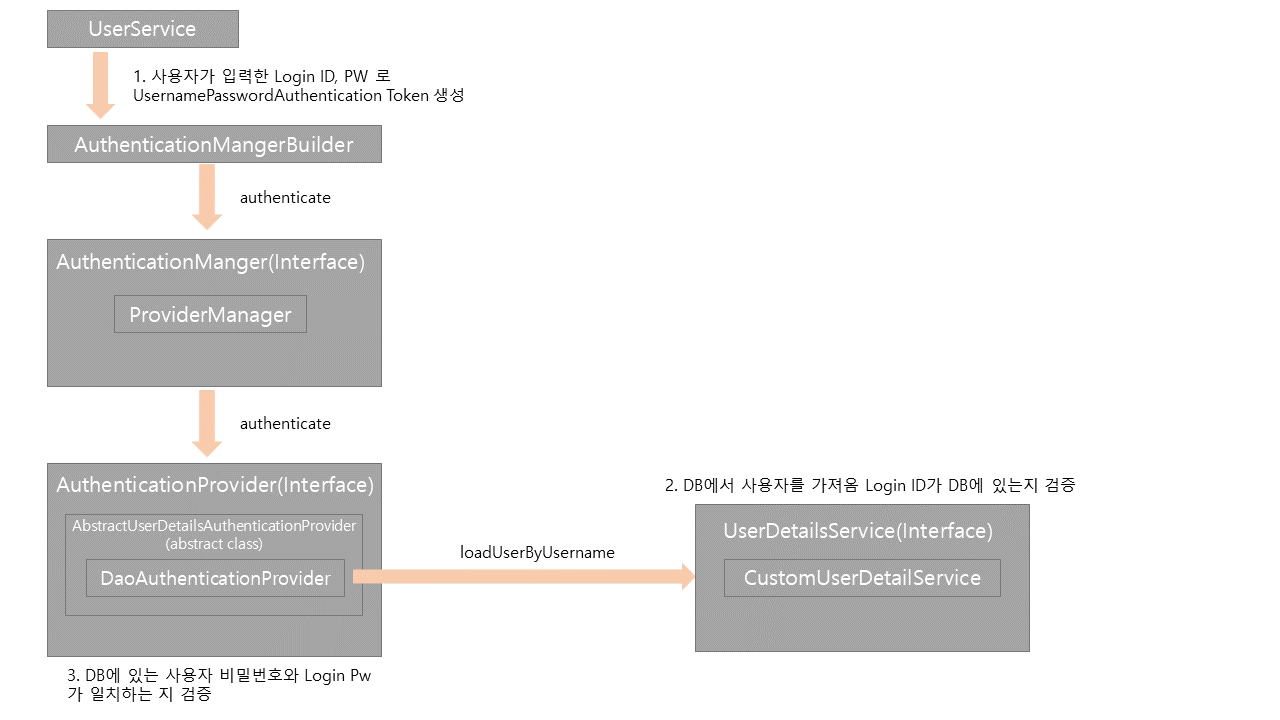 UserService
1. 사용자가 입력한 Login ID, PW 로
UsernamePasswordAuthentication Token 생성
AuthenticationMangerBuilder
authenticate
AuthenticationManger(Interface)
ProviderManager
authenticate
AuthenticationProvider(Interface)
AbstractUserDetailsAuthenticationProvider
(abstract class)
DaoAuthenticationProvider
loadUserByUsername
2. DB에서 사용자를 가져옴 Login ID가 DB에 있는지 검증
UserDetailsService(Interface)
CustomUserDetailService
3. DB에 있는 사용자 비밀번호와 Login Pw
가 일치하는 지 검증